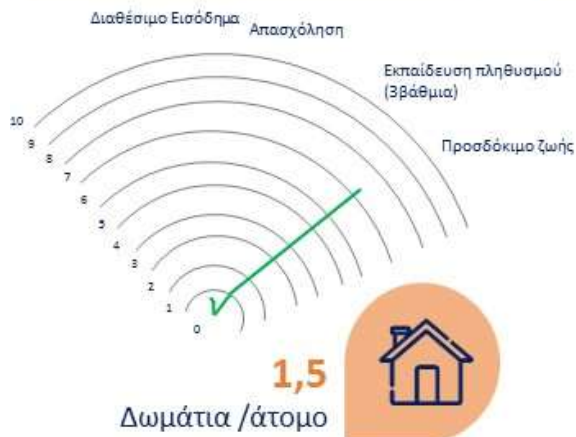 Διαθέσιμο Εισόδημα
Απασχόληση
Εκπαίδευση πληθυσμού
(3βάθμια)
Προσδόκιμο ζωής
10
9
8
7
6
5
4
3
2
1
0
1,5
Δωμάτια /άτομο